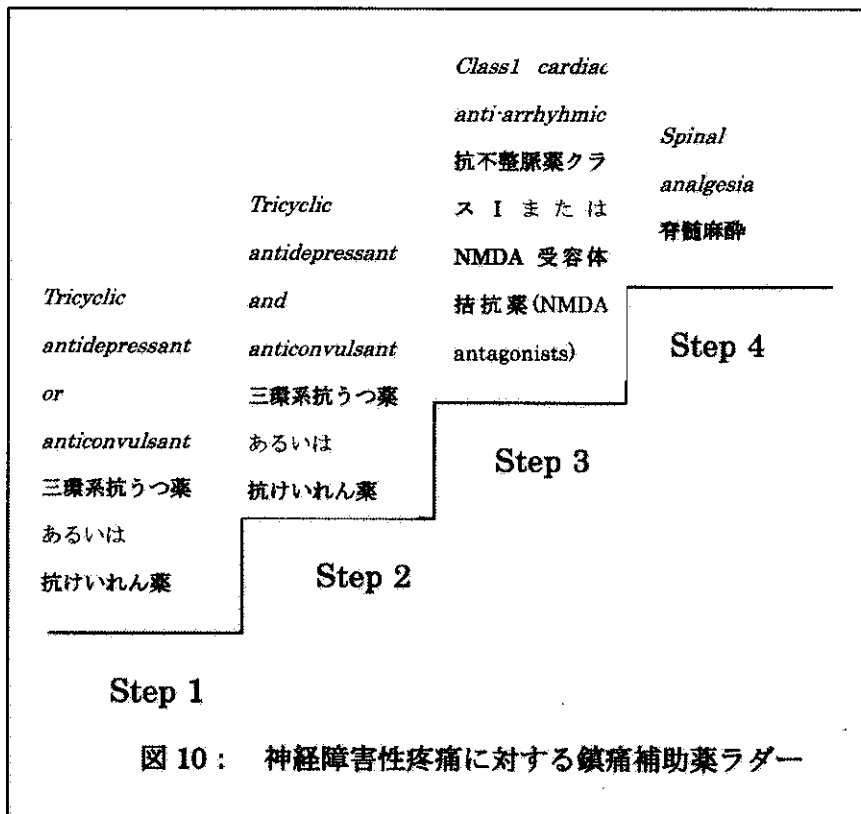 Tricyclic
antidepressant
or
anticonvulsant
三環系抗うつ薬
あるいは
抗けいれん薬
Step 1
Tricyclic
antidepressant
and
anticonvulsant
三環系抗うつ薬
あるいは
抗けいれん薬
Step 2
Class1 cardiac
anti-arrhyhmic
抗不整脈薬クラ
ス I または
NMDA 受容体
拮抗薬(NMDA
antagonists)
Step 3
Spinal
analgesia
脊髄麻酔
Step 4
図 10： 神経障害性疼痛に対する鎮痛補助薬ラダー